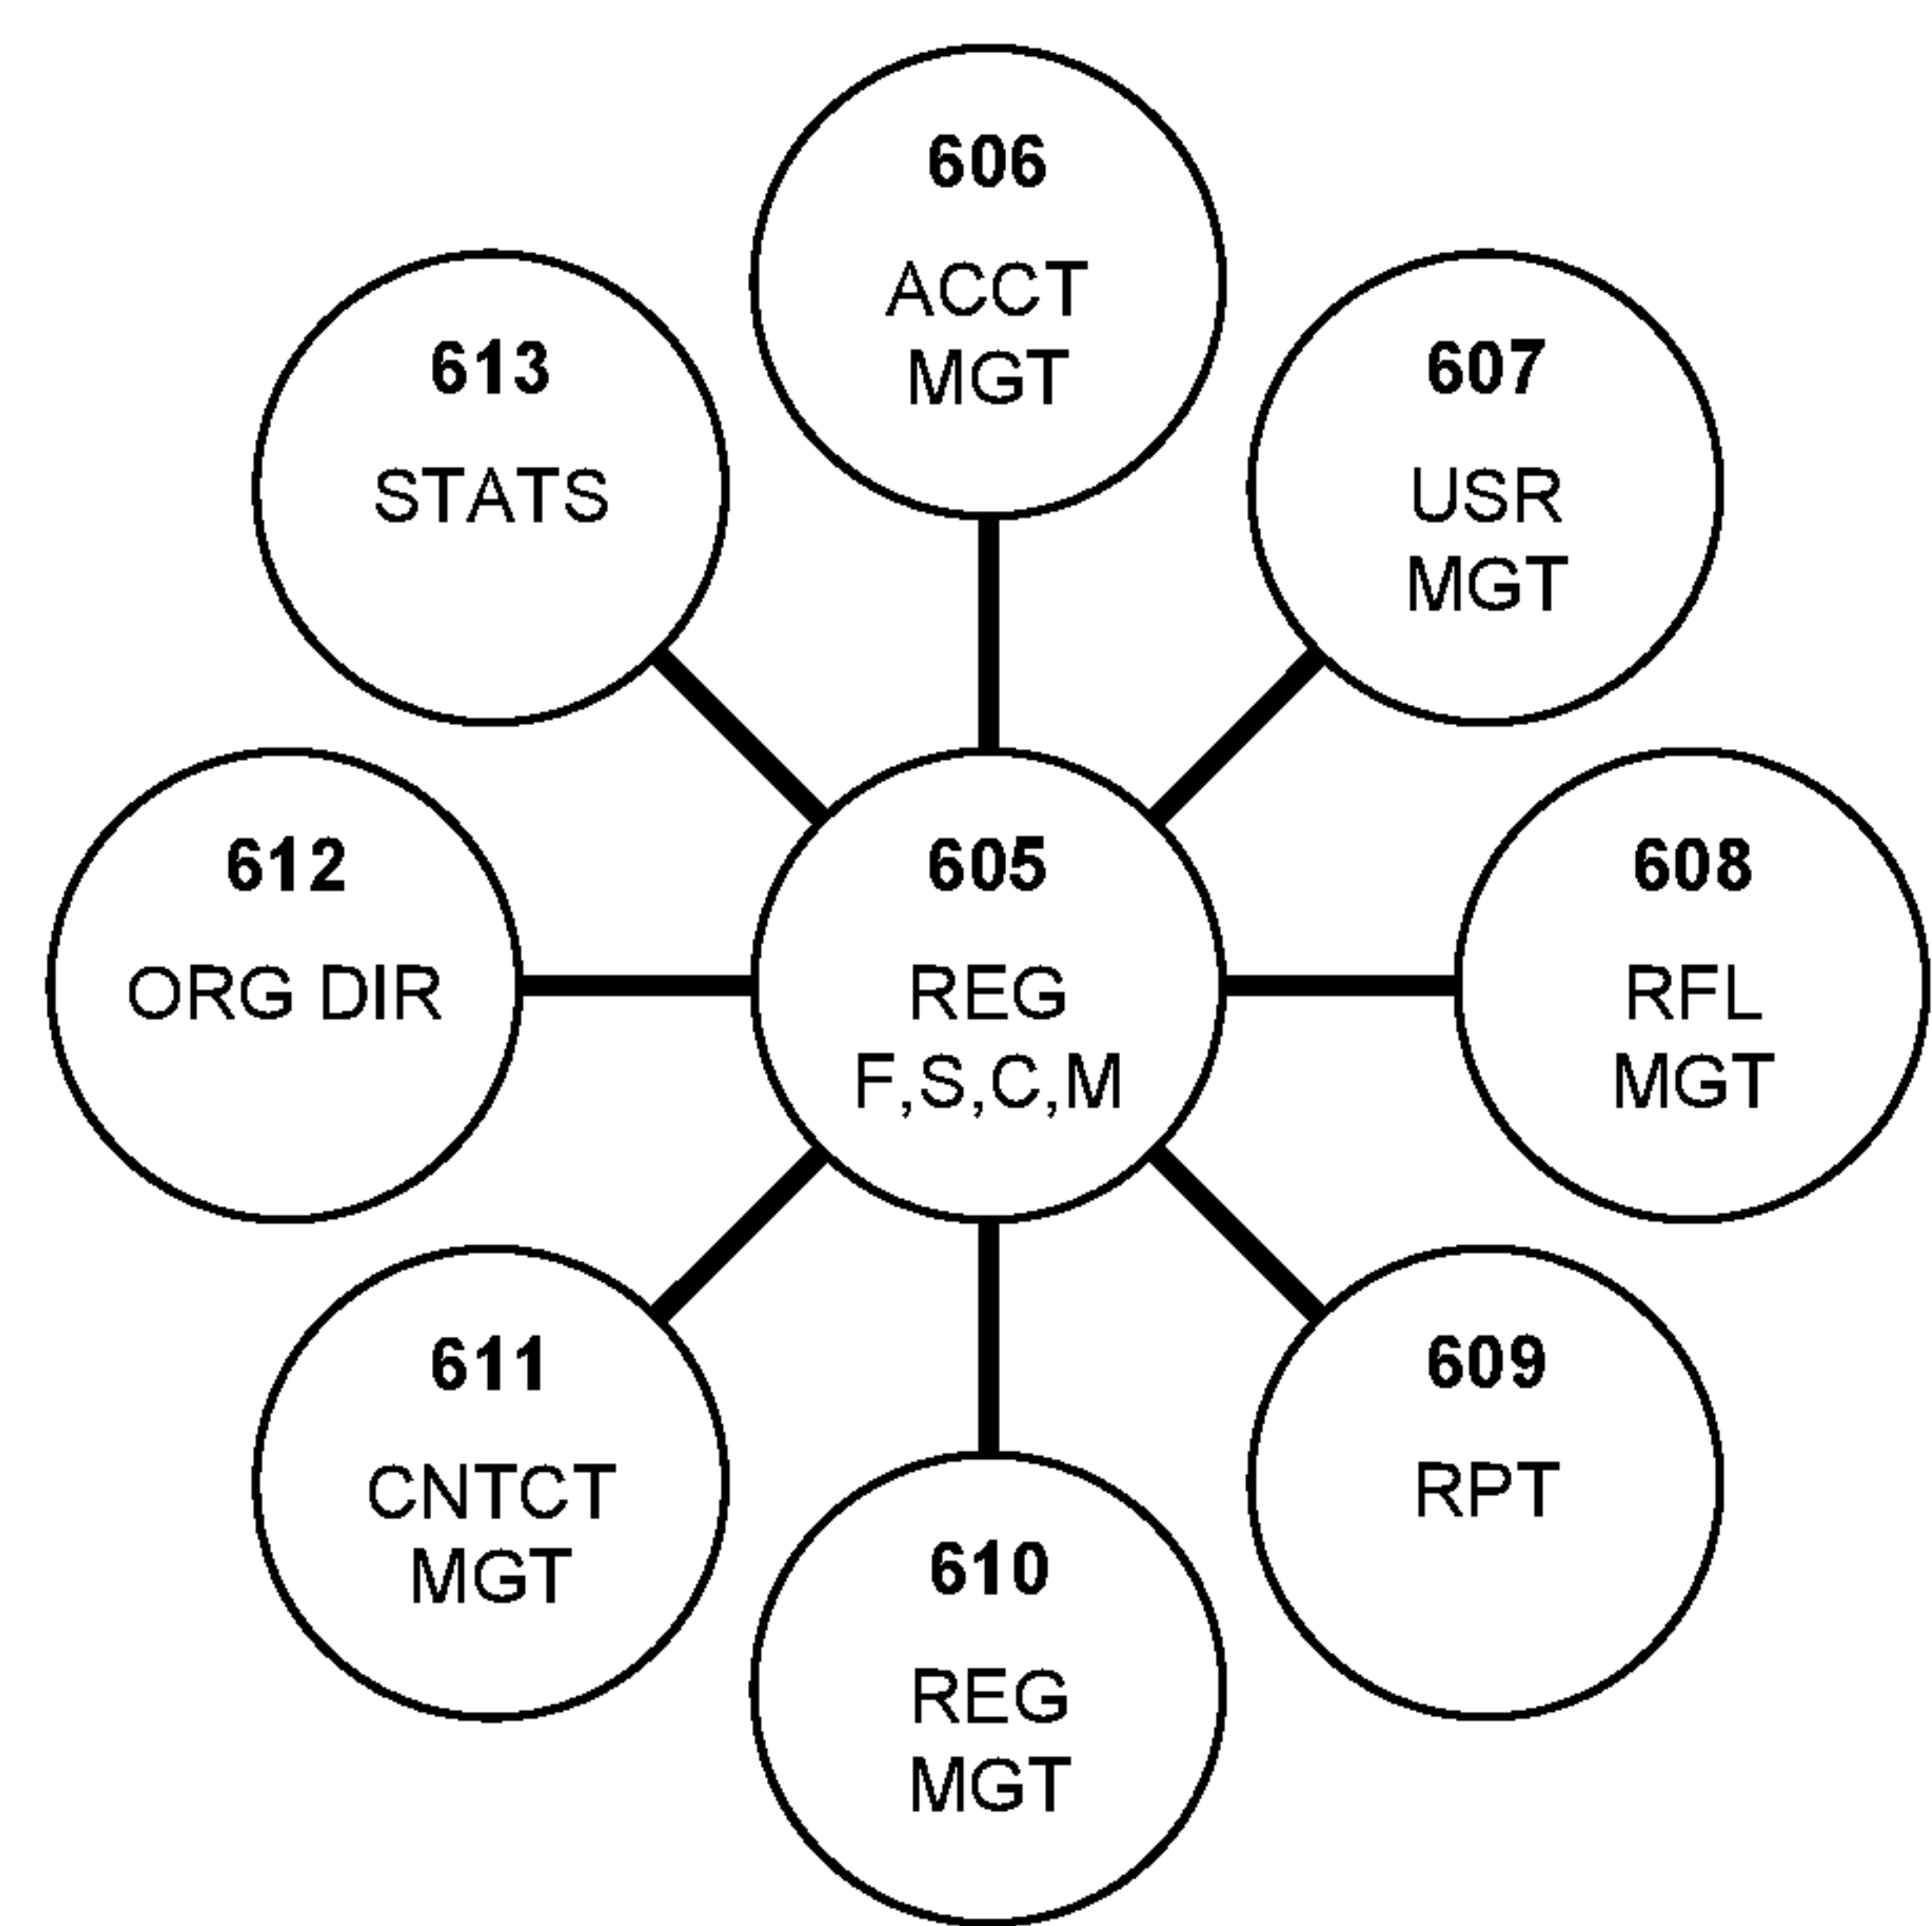 606
ACCT
MGT
613
STATS
607
USR
MGT
612
ORG DIR
605
REG
F,S,C,M
608
RFL
MGT
611
CNTCT
MGT
609
RPT
610
REG
MGT